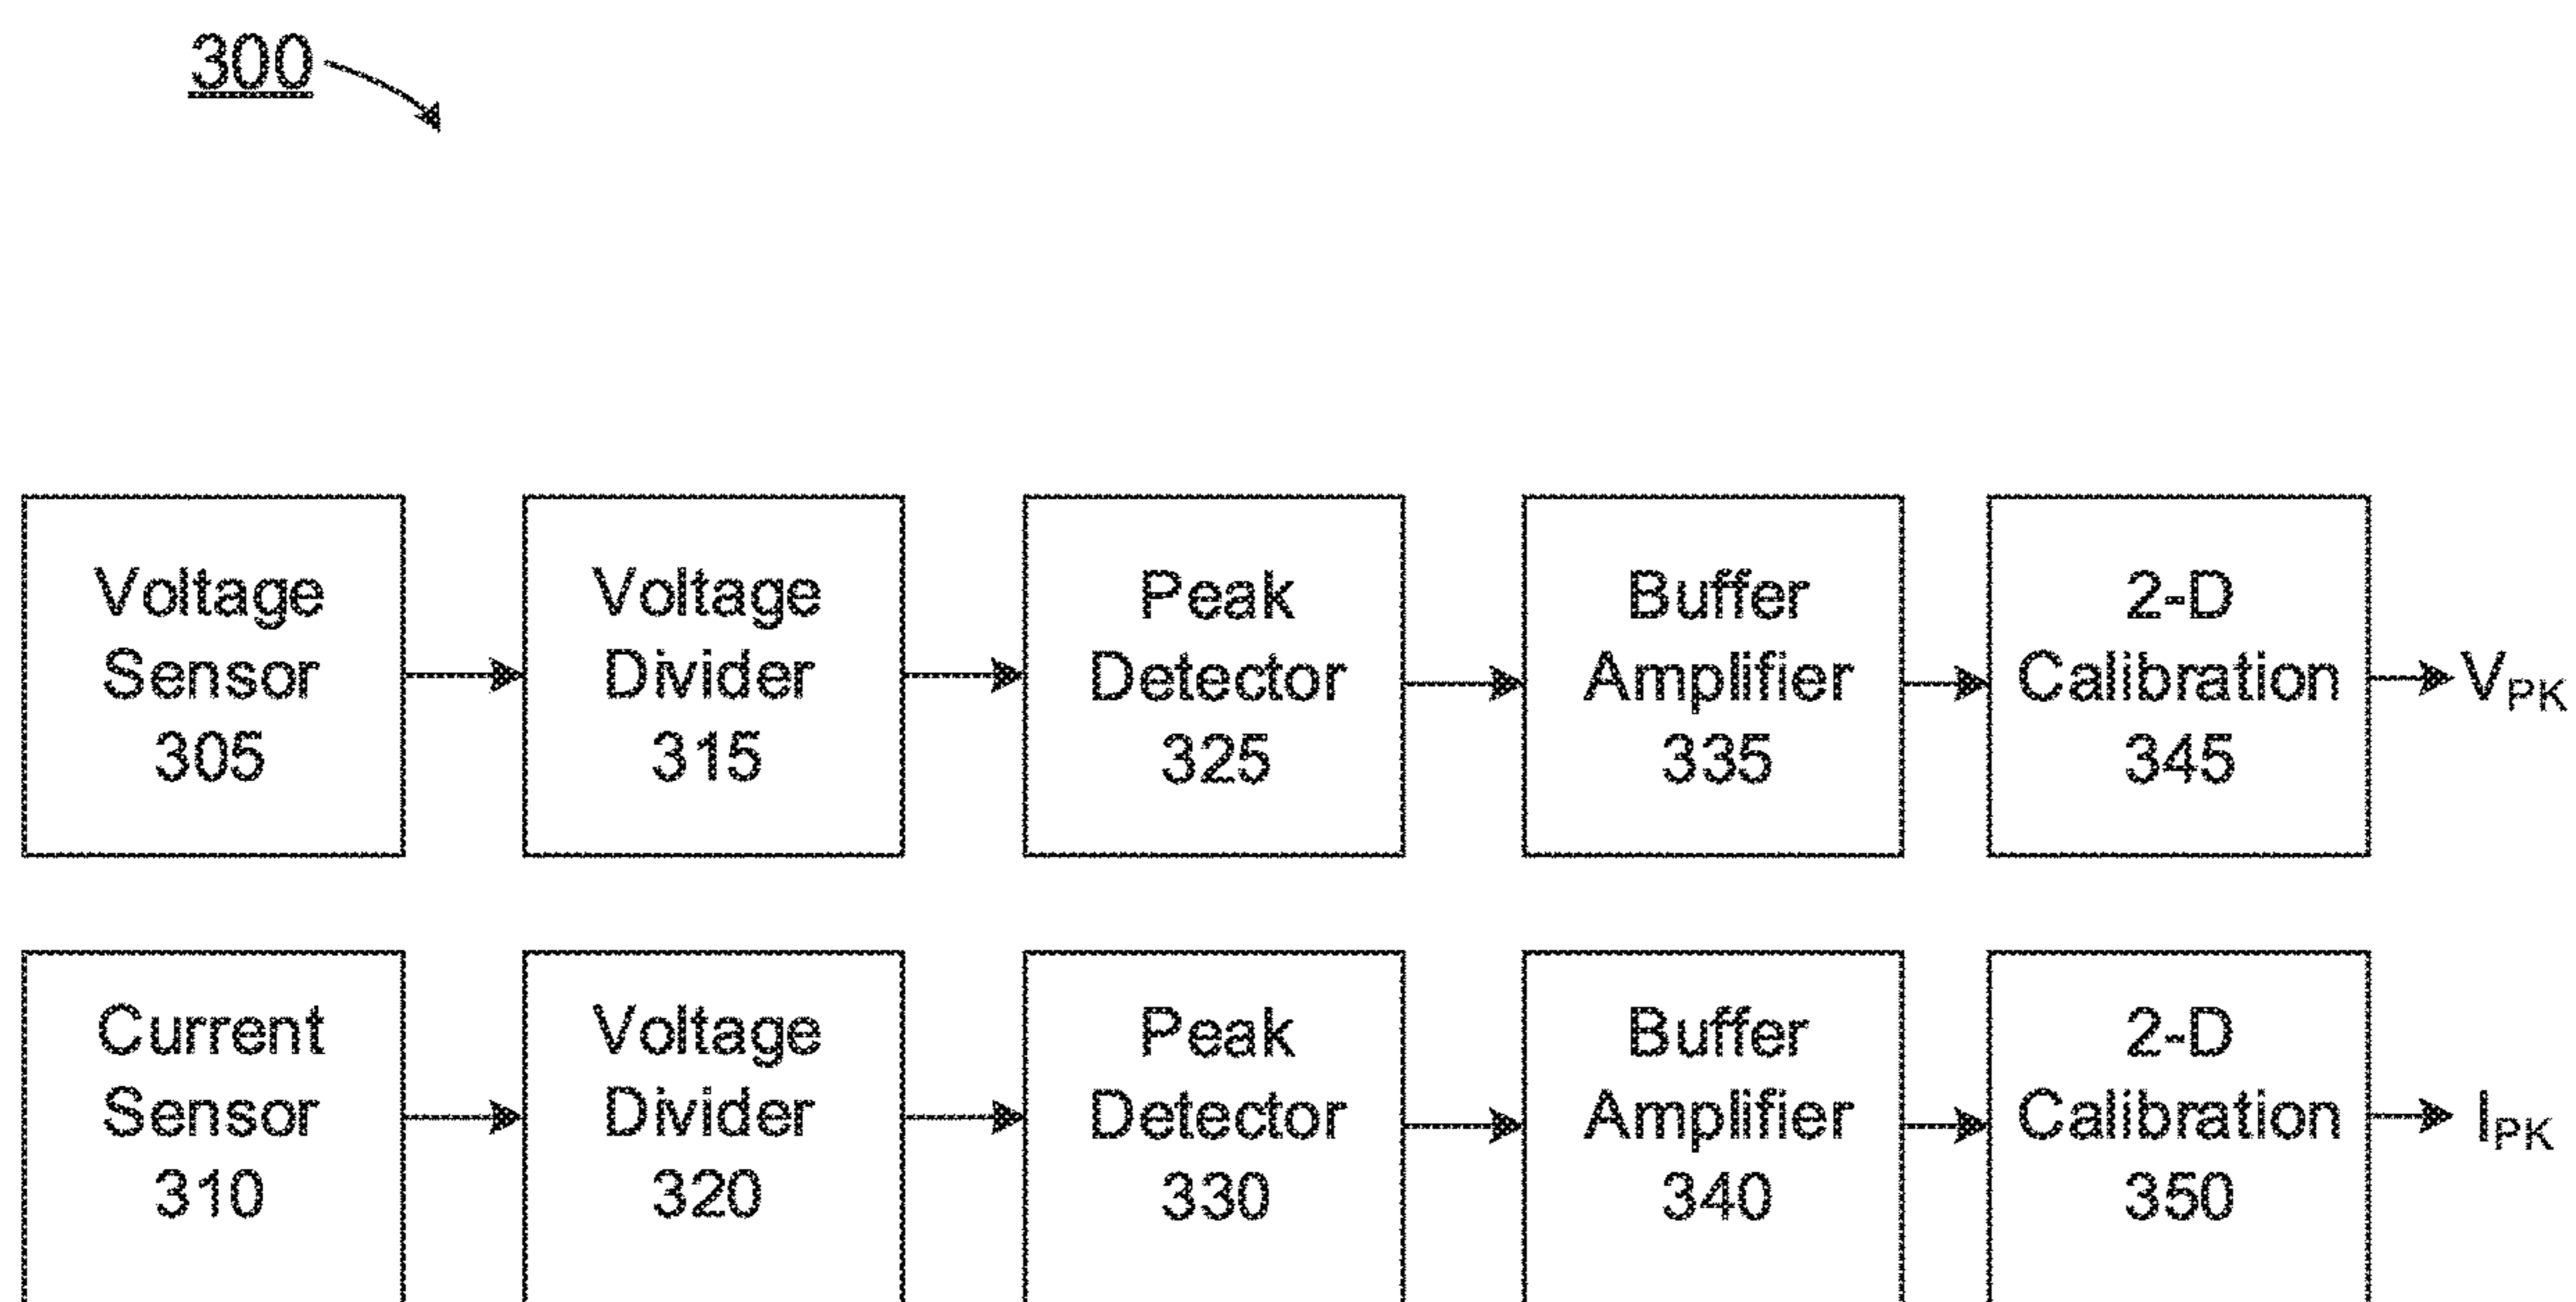 300
Voltage
Sensor
305
Voltage
Divider
315
Peak
Detector
325
Buffer
Amplifier
335
2-D
Calibration
345
VPK
Current
Sensor
310
Voltage
Divider
320
Peak
Detector
330
Buffer
Amplifier
340
2-D
Calibration
350
IPK